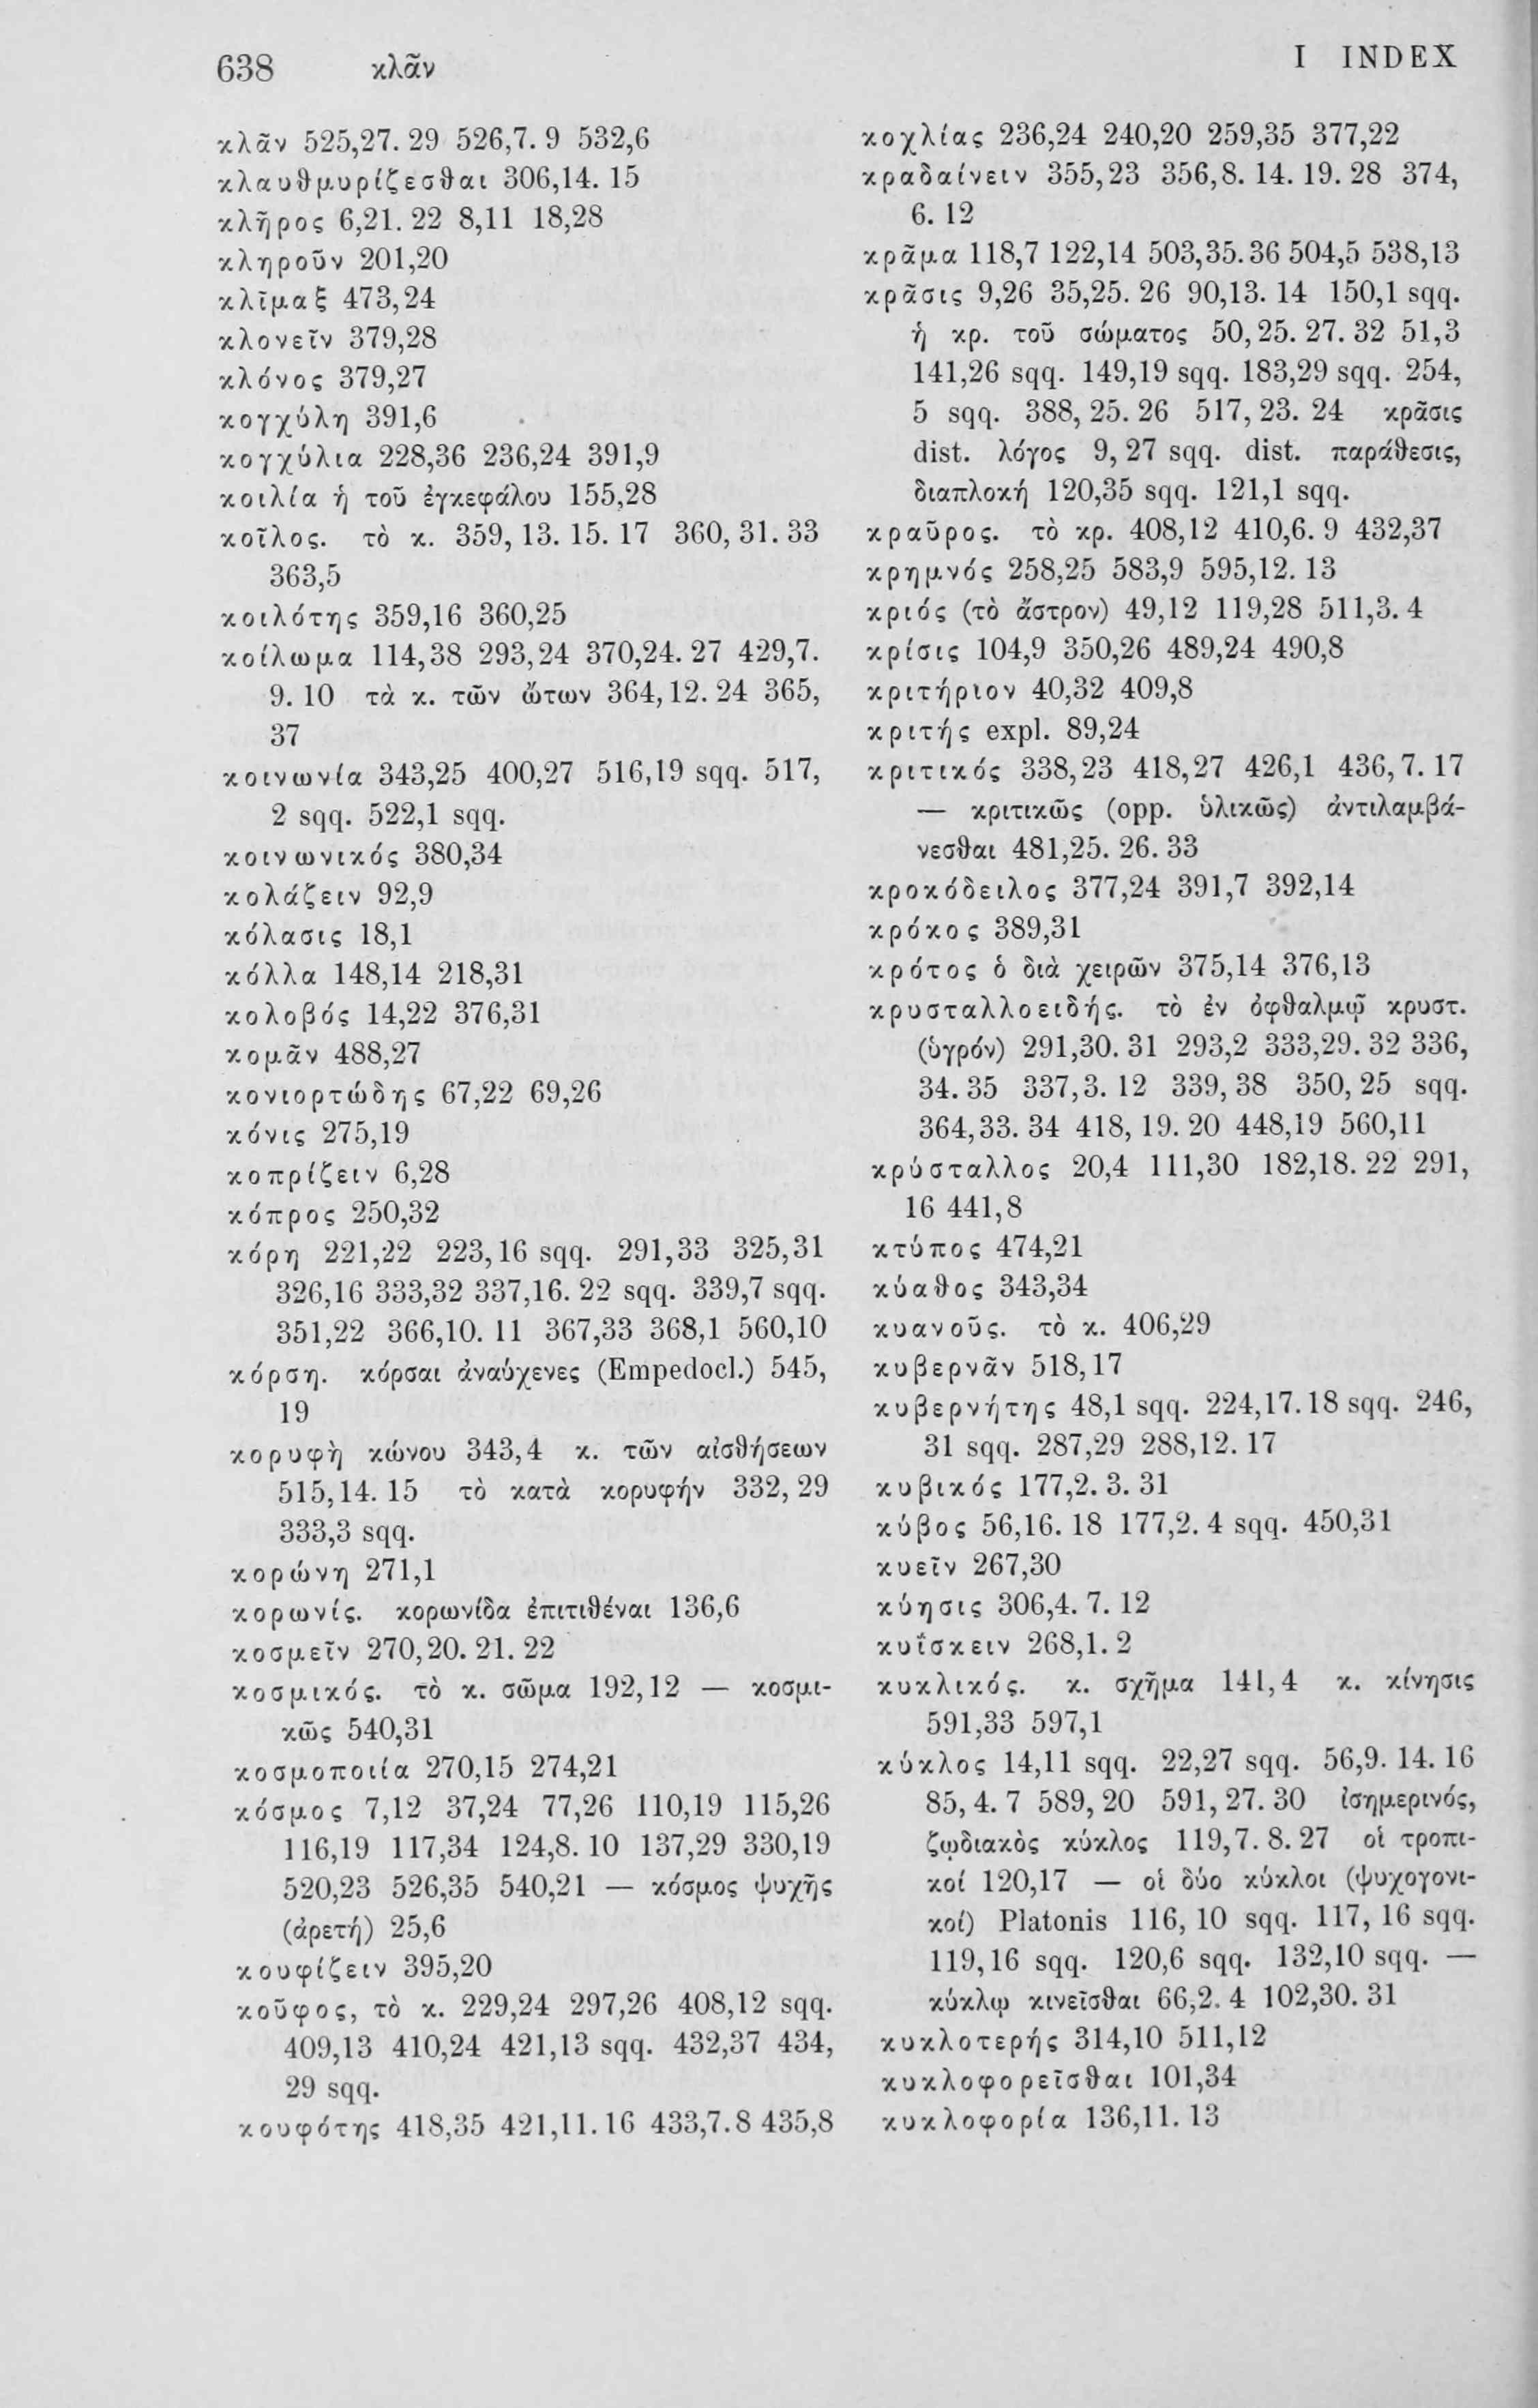 638 κλᾶν
I INDEX
κλᾶν 525,27. 29 526,7. 9 532,6
κλαυθμυρίζεσθαι 306,14. 15
κλῆρος 6,21. 22 8,11 18,28
κληροῦν 201,20
κλῖμαξ 473,24
κλονεῖν 379,28
κλόνος 379,27
κογχύλη 391,6
κογχύλια 228,36 236,24 391,9
κοιλία ἡ τοῦ ἐγκεφάλου 155,28
κοῖλος. τὸ κ. 359, 13. 15. 17 360, 31. 33
363,5
κοιλότης 359,16 360,25
κοίλωμα 114,38 293,24 370,24. 27 429,7.
9. 10 τὰ κ. τῶν ὤτων 364,12. 24 365,
37
κοινωνία 343,25 400,27 516,19 sqq. 517,
2 sqq. 522,1 sqq.
κοινωνικός 380,34
κολάζειν 92,9
κόλασις 18,1
κόλλα 148,14 218,31
κολοβός 14,22 376,31
κομᾶν 488,27
κονιορτώδης 67,22 69,26
κόνις 275,19
κοπρίζειν 6,28
κόπρος 250,32
κόρη 221,22 223,16 sqq. 291,33 325,31
326,16 333,32 337,16. 22 sqq. 339,7 sqq.
351,22 366,10. 11 367,33 368,1 560,10
κόρση. κόρσαι ἀναύχενες (Empedocl.) 545,
19
κορυφὴ κώνου 343,4 κ. τῶν αἰσθήσεων
515,14. 15 τὸ κατὰ κορυφήν 332, 29
333,3 sqq.
κορώνη 271,1
κορωνίς. κορωνίδα ἐπιτιθέναι 136,6
κοσμεῖν 270,20. 21. 22
κοσμικός. τὸ κ. σῶμα 192,12 — κοσμι-
κῶς 540,31
κοσμοποιία 270,15 274,21
κόσμος 7,12 37,24 77,26 110,19 115,26
116,19 117,34 124,8. 10 137,29 330,19
520,23 526,35 540,21 — κόσμος ψυχῆς
(ἀρετή) 25,6
κουφίζειν 395,20
κοῦφος, τὸ κ. 229,24 297,26 408,12 sqq.
409,13 410,24 421,13 sqq. 432,37 434,
29 sqq.
κουφότης 418,35 421,11. 16 433,7. 8 435,8
κοχλίας 236,24 240,20 259,35 377,22
κραδαίνειν 355,23 356,8. 14. 19. 28 374,
6. 12
κρᾶμα 118,7 122,14 503,35. 36 504,5 538,13
κρᾶσις 9,26 35,25. 26 90,13. 14 150,1 sqq.
ἡ κρ. τοῦ σώματος 50,25. 27. 32 51,3
141,26 sqq. 149,19 sqq. 183,29 sqq. 254,
5 sqq. 388, 25. 26 517, 23. 24 κρᾶσις
dist. λόγος 9, 27 sqq. dist. παράθεσις,
διαπλοκή 120,35 sqq. 121,1 sqq.
κραῦρος. τὸ κρ. 408,12 410,6. 9 432,37
κρημνός 258,25 583,9 595,12. 13
κριός (τὸ ἄστρον) 49,12 119,28 511,3. 4
κρίσις 104,9 350,26 489,24 490,8
κριτήριον 40,32 409,8
κριτής expl. 89,24
κριτικός 338,23 418,27 426,1 436,7. 17
— κριτικῶς (opp. ὑλικῶς) ἀντιλαμβά-
νεσθαι 481,25. 26. 33
κροκόδειλος 377,24 391,7 392,14
κρόκος 389,31
κρότος ὁ διὰ χειρῶν 375,14 376,13
κρυσταλλοειδής. τὸ ἐν ὀφθαλμῷ κρυστ.
(ὑγρόν) 291,30. 31 293,2 333,29. 32 336,
34. 35 337,3. 12 339, 38 350, 25 sqq.
364,33. 34 418, 19. 20 448,19 560,11
κρύσταλλος 20,4 111,30 182,18. 22 291,
16 441,8
κτύπος 474,21
κύαθος 343,34
κυανοῦς. τὸ κ. 406,29
κυβερνᾶν 518,17
κυβερνήτης 48,1 sqq. 224,17. 18 sqq. 246,
31 sqq. 287,29 288,12. 17
κυβικός 177,2. 3. 31
κύβος 56,16. 18 177,2. 4 sqq. 450,31
κυεῖν 267,30
κύησις 306,4. 7. 12
κυΐσκειν 268,1. 2
κυκλικός. κ. σχῆμα 141,4 κ. κίνησις
591,33 597,1
κύκλος 14,11 sqq. 22,27 sqq. 56,9. 14. 16
85, 4. 7 589, 20 591, 27. 30 ἰσημερινός,
ζῳδιακὸς κύκλος 119,7. 8. 27 οἱ τροπι-
κοί 120,17 — οἱ δύο κύκλοι (ψυχογονι-
κοί) Platonis 116, 10 sqq. 117, 16 sqq.
119,16 sqq. 120,6 sqq. 132,10 sqq. —
κύκλῳ κινεῖσθαι 66,2. 4 102,30. 31
κυκλοτερής 314,10 511,12
κυκλοφορεῖσθαι 101,34
κυκλοφορία 136,11. 13